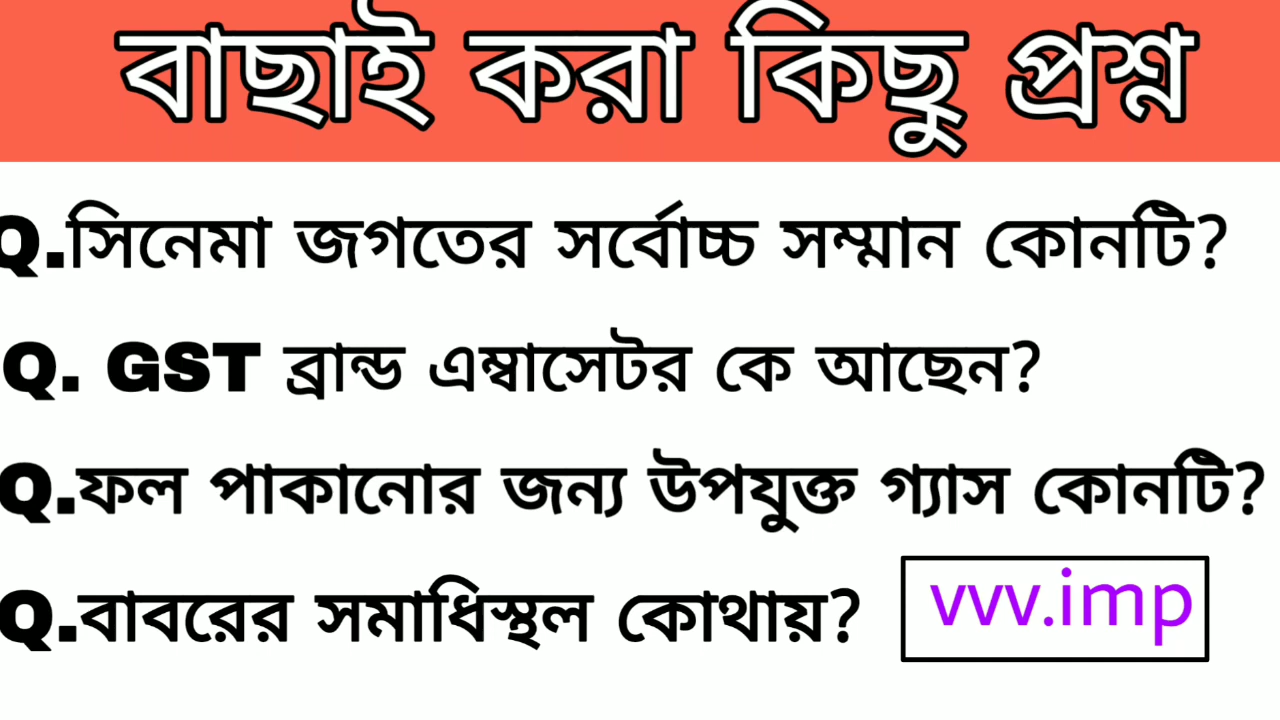 বাছাই করা কিছু প্রশ্ন
Q.সিনেমা জগতের সর্বোচ্চ সম্মান কোনটি?
Q. GST ব্রান্ড এম্বাসেটর কে আছেন?
Q.ফল পাকানোর জন্য উপযুক্ত গ্যাস কোনটি?
Q.বাবরের সমাধিস্থল কোথায়?
vvv.imp